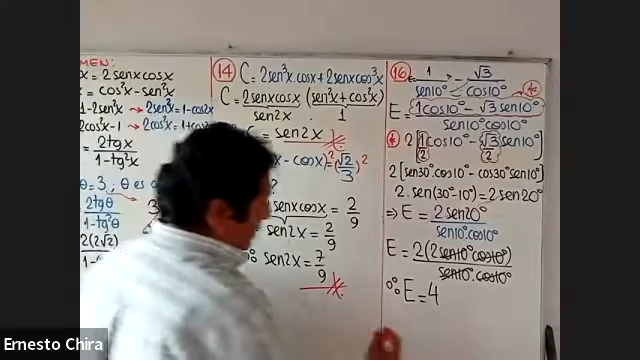 MEN:
x = 2senxcosx
x = cos²x - sen²x
1-2sen²x → 2sen²x = 1-cos2x
2cos²x-1 → 2cos²x = 1+cos
= 2tgx / 1-tg²x
θ = 3, θ es
2tgθ / 1-tg²θ
2(2√2)
14 C = 2sen³x.cosx + 2senxcos³x
C = 2senxcosx (sen²x + cos²x)
sen2x . 1
C = sen2x
x - cosx)² = (√2/3)²
senxcosx = 2/9
sen2x = 2/9
∴ sen2x = 7/9
16 1/sen10° - √3/cos10°
E = 1cos10° - √3 sen10° / sen10° cos10°
(*) 2[1/2 cos10° - √3/2 sen10°]
2[sen30° cos10° - cos30° sen10°]
2. sen(30°-10°) = 2sen20°
⇒ E = 2sen20° / sen10°.cos10°
E = 2(2sen10°cos10°) / sen10°.cos10°
∴ E = 4
Ernesto Chira